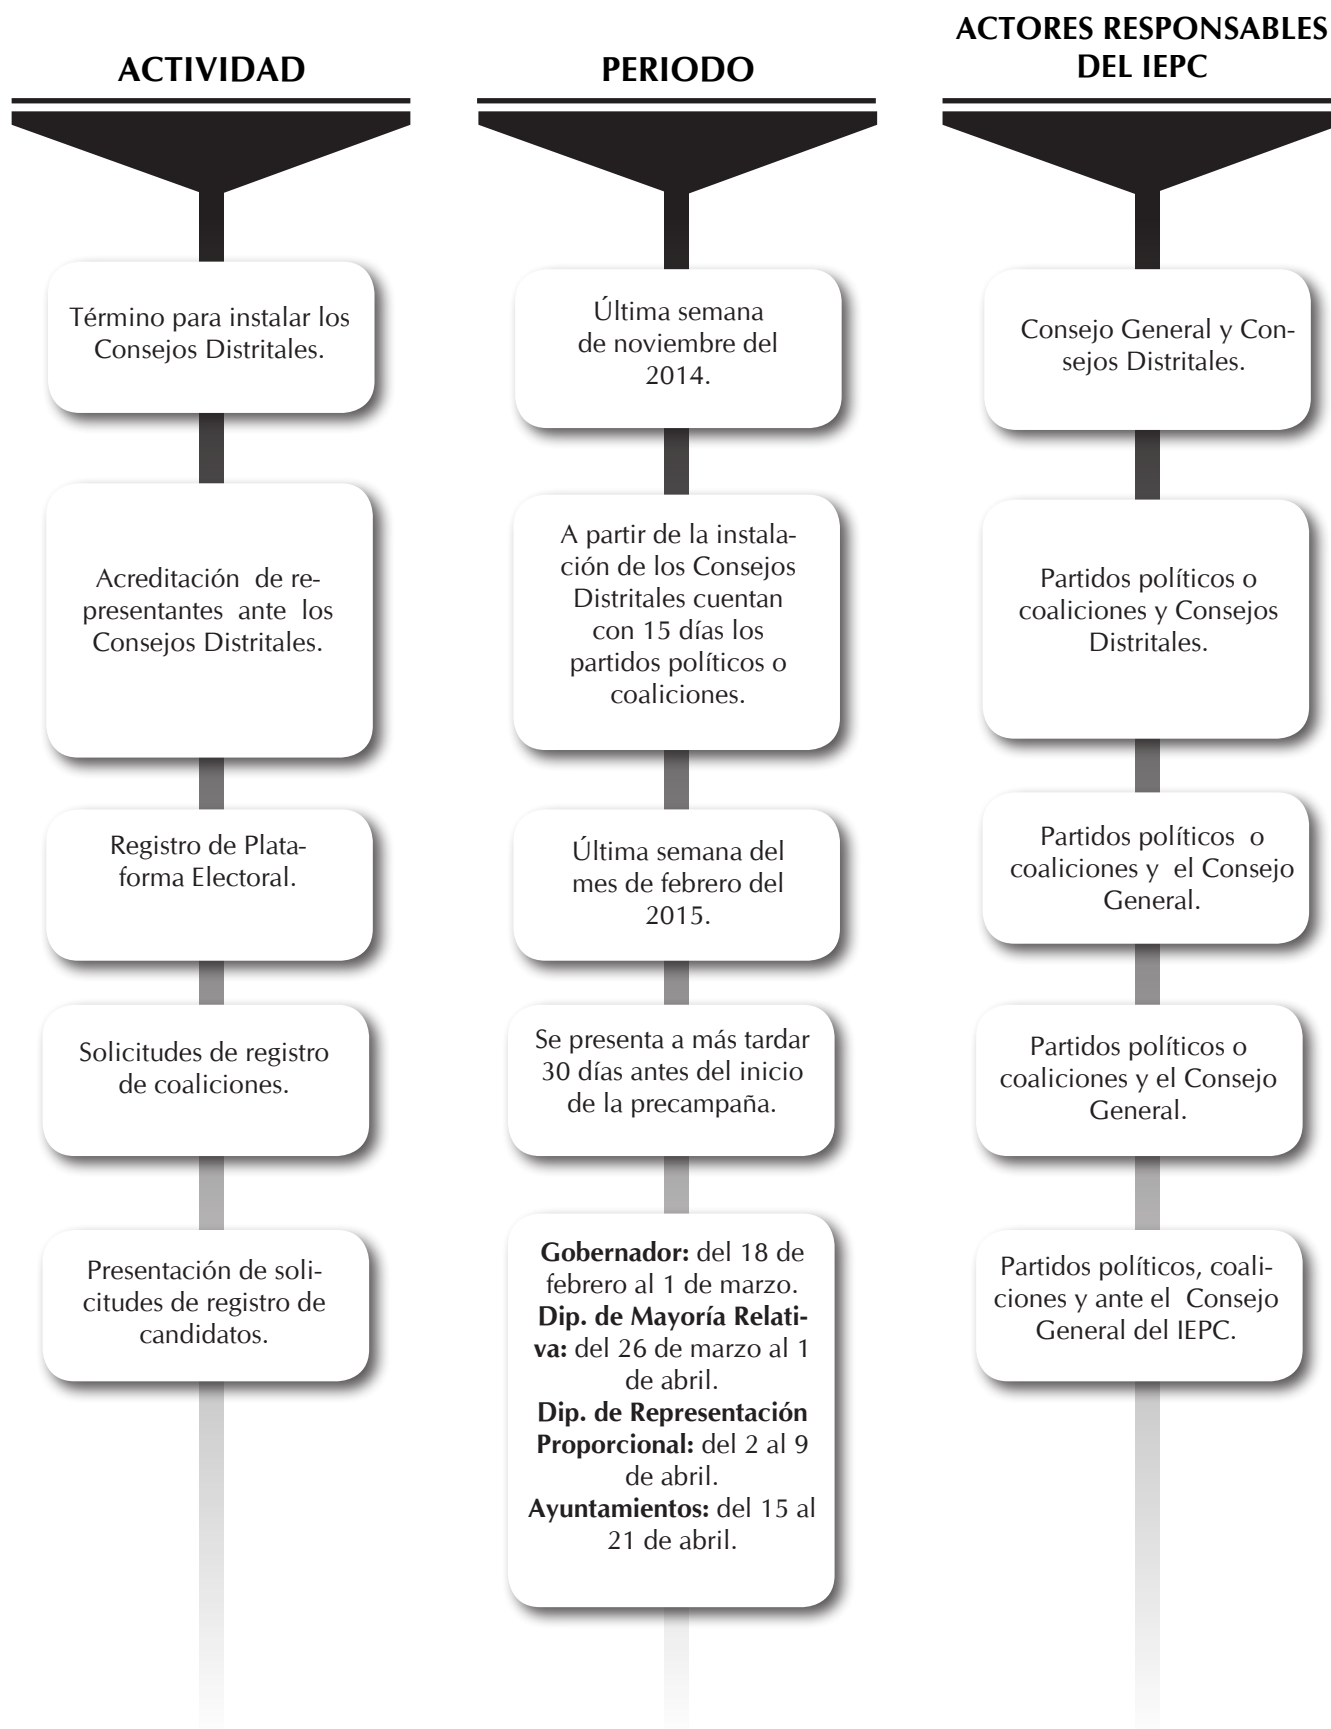 ACTIVIDAD
PERIODO
ACTORES RESPONSABLES
DEL IEPC
Término para instalar los
Consejos Distritales.
Última semana
de noviembre del
2014.
Consejo General y Con-
sejos Distritales.
Acreditación de re-
presentantes ante los
Consejos Distritales.
A partir de la instala-
ción de los Consejos
Distritales cuentan
con 15 días los
partidos políticos o
coaliciones.
Partidos políticos o
coaliciones y Consejos
Distritales.
Registro de Plata-
forma Electoral.
Última semana del
mes de febrero del
2015.
Partidos políticos o
coaliciones y el Consejo
General.
Solicitudes de registro
de coaliciones.
Se presenta a más tardar
30 días antes del inicio
de la precampaña.
Partidos políticos o
coaliciones y el Consejo
General.
Presentación de soli-
citudes de registro de
candidatos.
Gobernador: del 18 de
febrero al 1 de marzo.
Dip. de Mayoría Relati-
va: del 26 de marzo al 1
de abril.
Dip. de Representación
Proporcional: del 2 al 9
de abril.
Ayuntamientos: del 15 al
21 de abril.
Partidos políticos, coali-
ciones y ante el Consejo
General del IEPC.